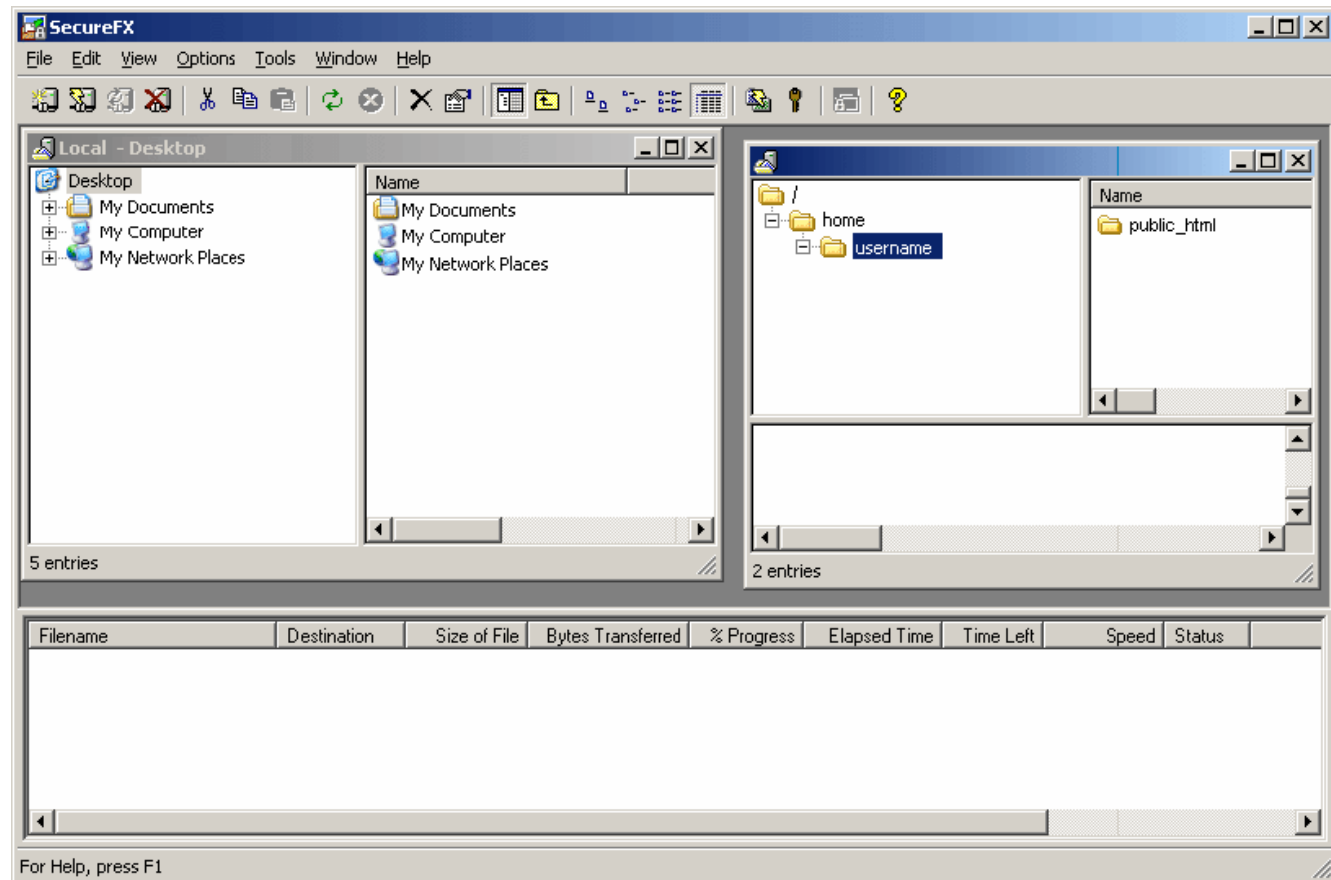 SecureFX
File Edit View Options Tools Window Help
Local - Desktop
Desktop
My Documents
My Computer
My Network Places
Name
My Documents
My Computer
My Network Places
5 entries
/
home
username
Name
public_html
2 entries
Filename Destination Size of File Bytes Transferred % Progress Elapsed Time Time Left Speed Status
For Help, press F1